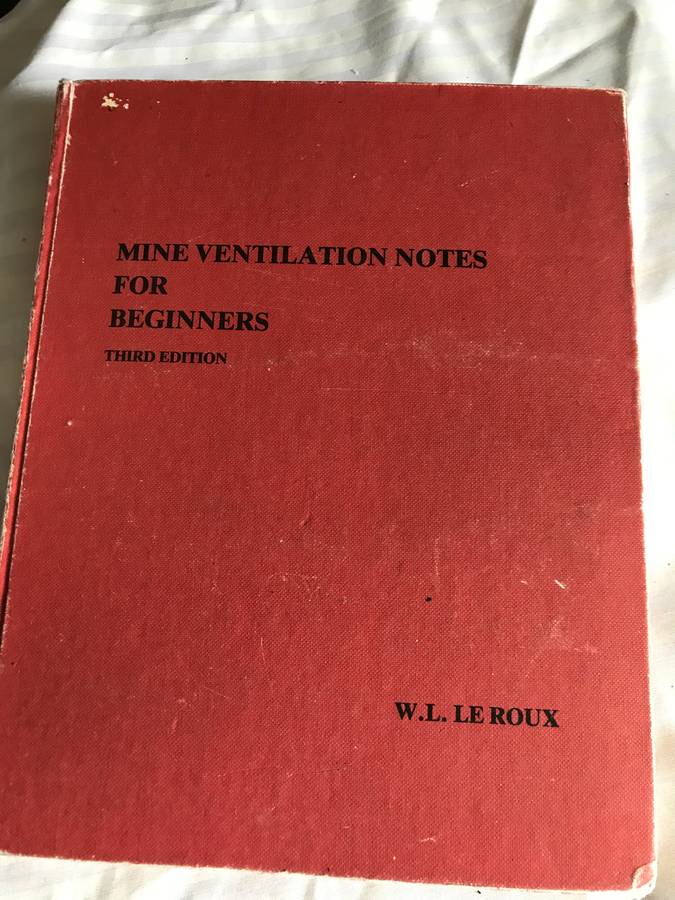 MINE VENTILATION NOTES
FOR
BEGINNERS
THIRD EDITION
W.L. LE ROUX